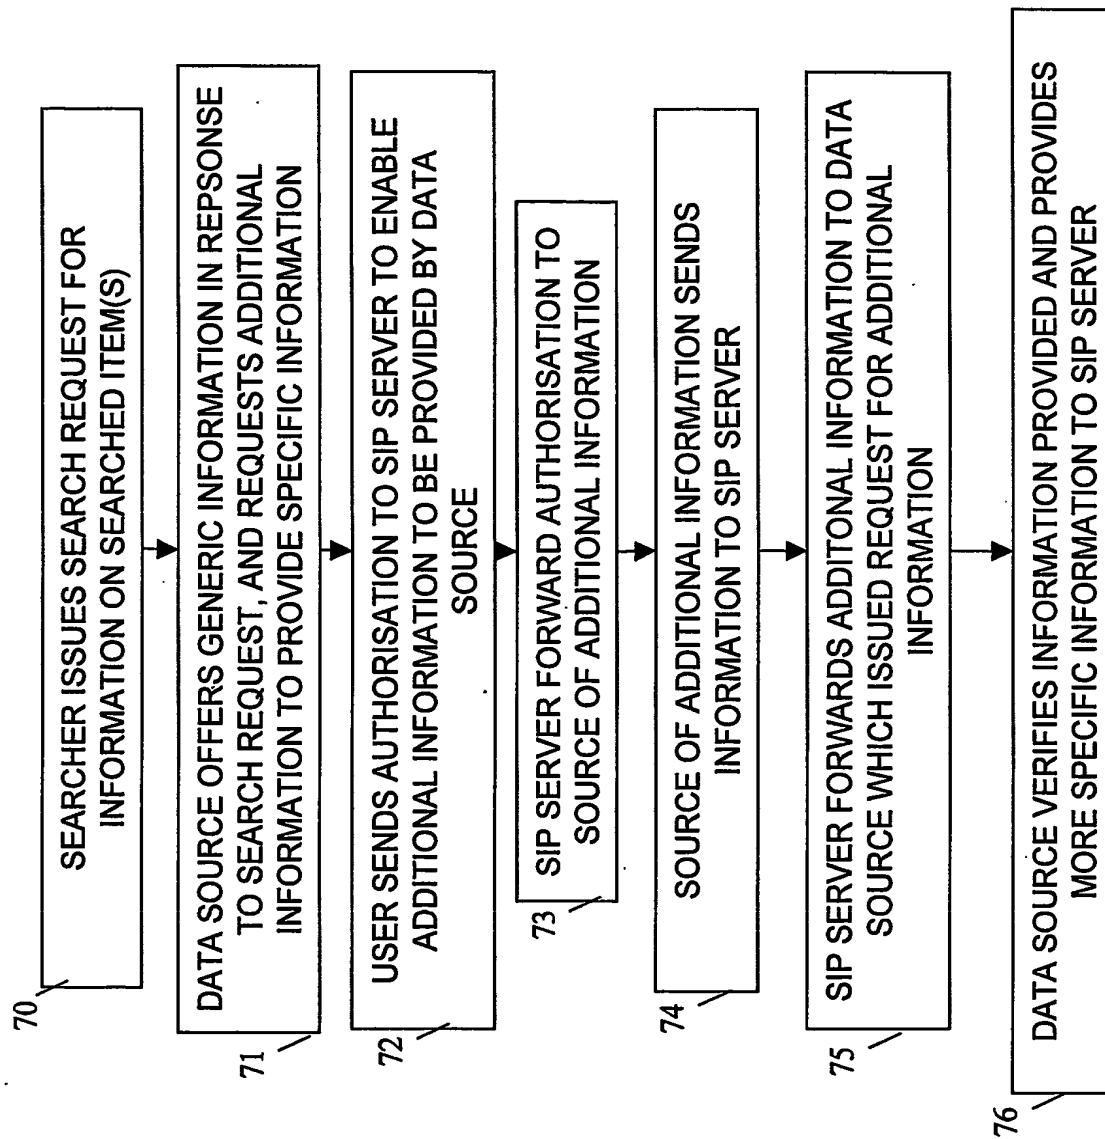 70
SEARCHER ISSUES SEARCH REQUEST FOR
INFORMATION ON SEARCHED ITEM(S)
71
DATA SOURCE OFFERS GENERIC INFORMATION IN REPSONSE
TO SEARCH REQUEST, AND REQUESTS ADDITIONAL
INFORMATION TO PROVIDE SPECIFIC INFORMATION
72
USER SENDS AUTHORISATION TO SIP SERVER TO ENABLE
ADDITIONAL INFORMATION TO BE PROVIDED BY DATA
SOURCE
73
SIP SERVER FORWARD AUTHORISATION TO
SOURCE OF ADDITIONAL INFORMATION
74
SOURCE OF ADDITIONAL INFORMATION SENDS
INFORMATION TO SIP SERVER
75
SIP SERVER FORWARDS ADDITONAL INFORMATION TO DATA
SOURCE WHICH ISSUED REQUEST FOR ADDITIONAL
INFORMATION
76
DATA SOURCE VERIFIES INFORMATION PROVIDED AND PROVIDES
MORE SPECIFIC INFORMATION TO SIP SERVER